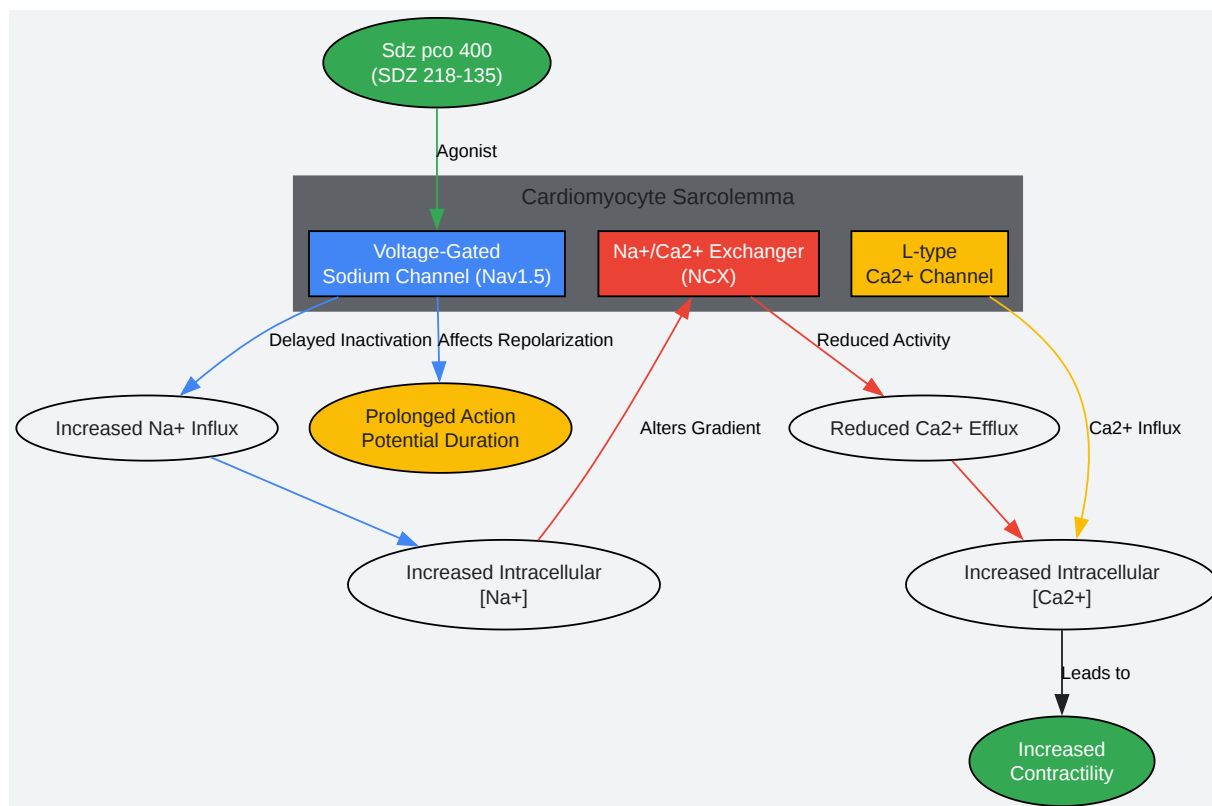 Sdz pco 400
(SDZ 218-135)
Agonist
Cardiomyocyte Sarcolemma
Voltage-Gated
Sodium Channel (Nav1.5)
Na+/Ca2+ Exchanger
(NCX)
L-type
Ca2+ Channel
Delayed Inactivation
Affects Repolarization
Reduced Activity
Increased Na+ Influx
Prolonged Action
Potential Duration
Alters Gradient
Reduced Ca2+ Efflux
Ca2+ Influx
Increased Intracellular
[Na+]
Increased Intracellular
[Ca2+]
Leads to
Increased
Contractility